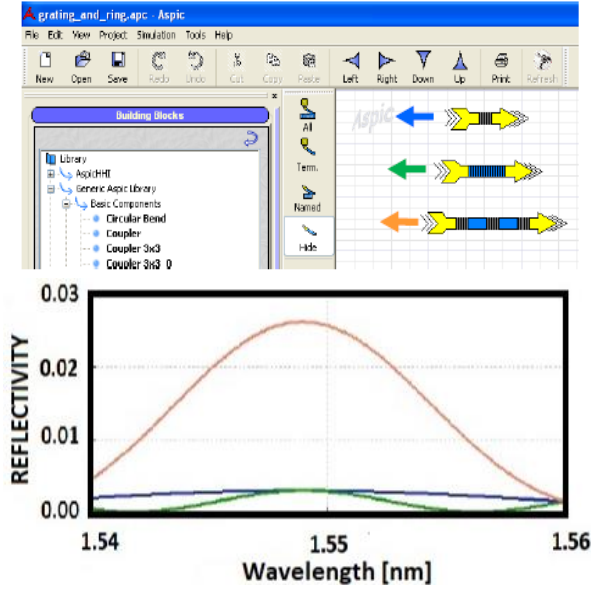 grating_and_ring.apc - Aspic
File Edit View Project Simulation Tools Help
New Open Save Redo Undo Cut Copy Paste Left Right Down Up Print Refresh
Building Blocks
Library
AspicHHI
Generic Aspic Library
Basic Components
Circular Bend
Coupler
Coupler 3x3
Coupler 3x3_0
All
Term.
Named
Hide
Aspic
0.03
0.02
0.01
0.00
REFLECTIVITY
1.54 1.55 1.56
Wavelength [nm]